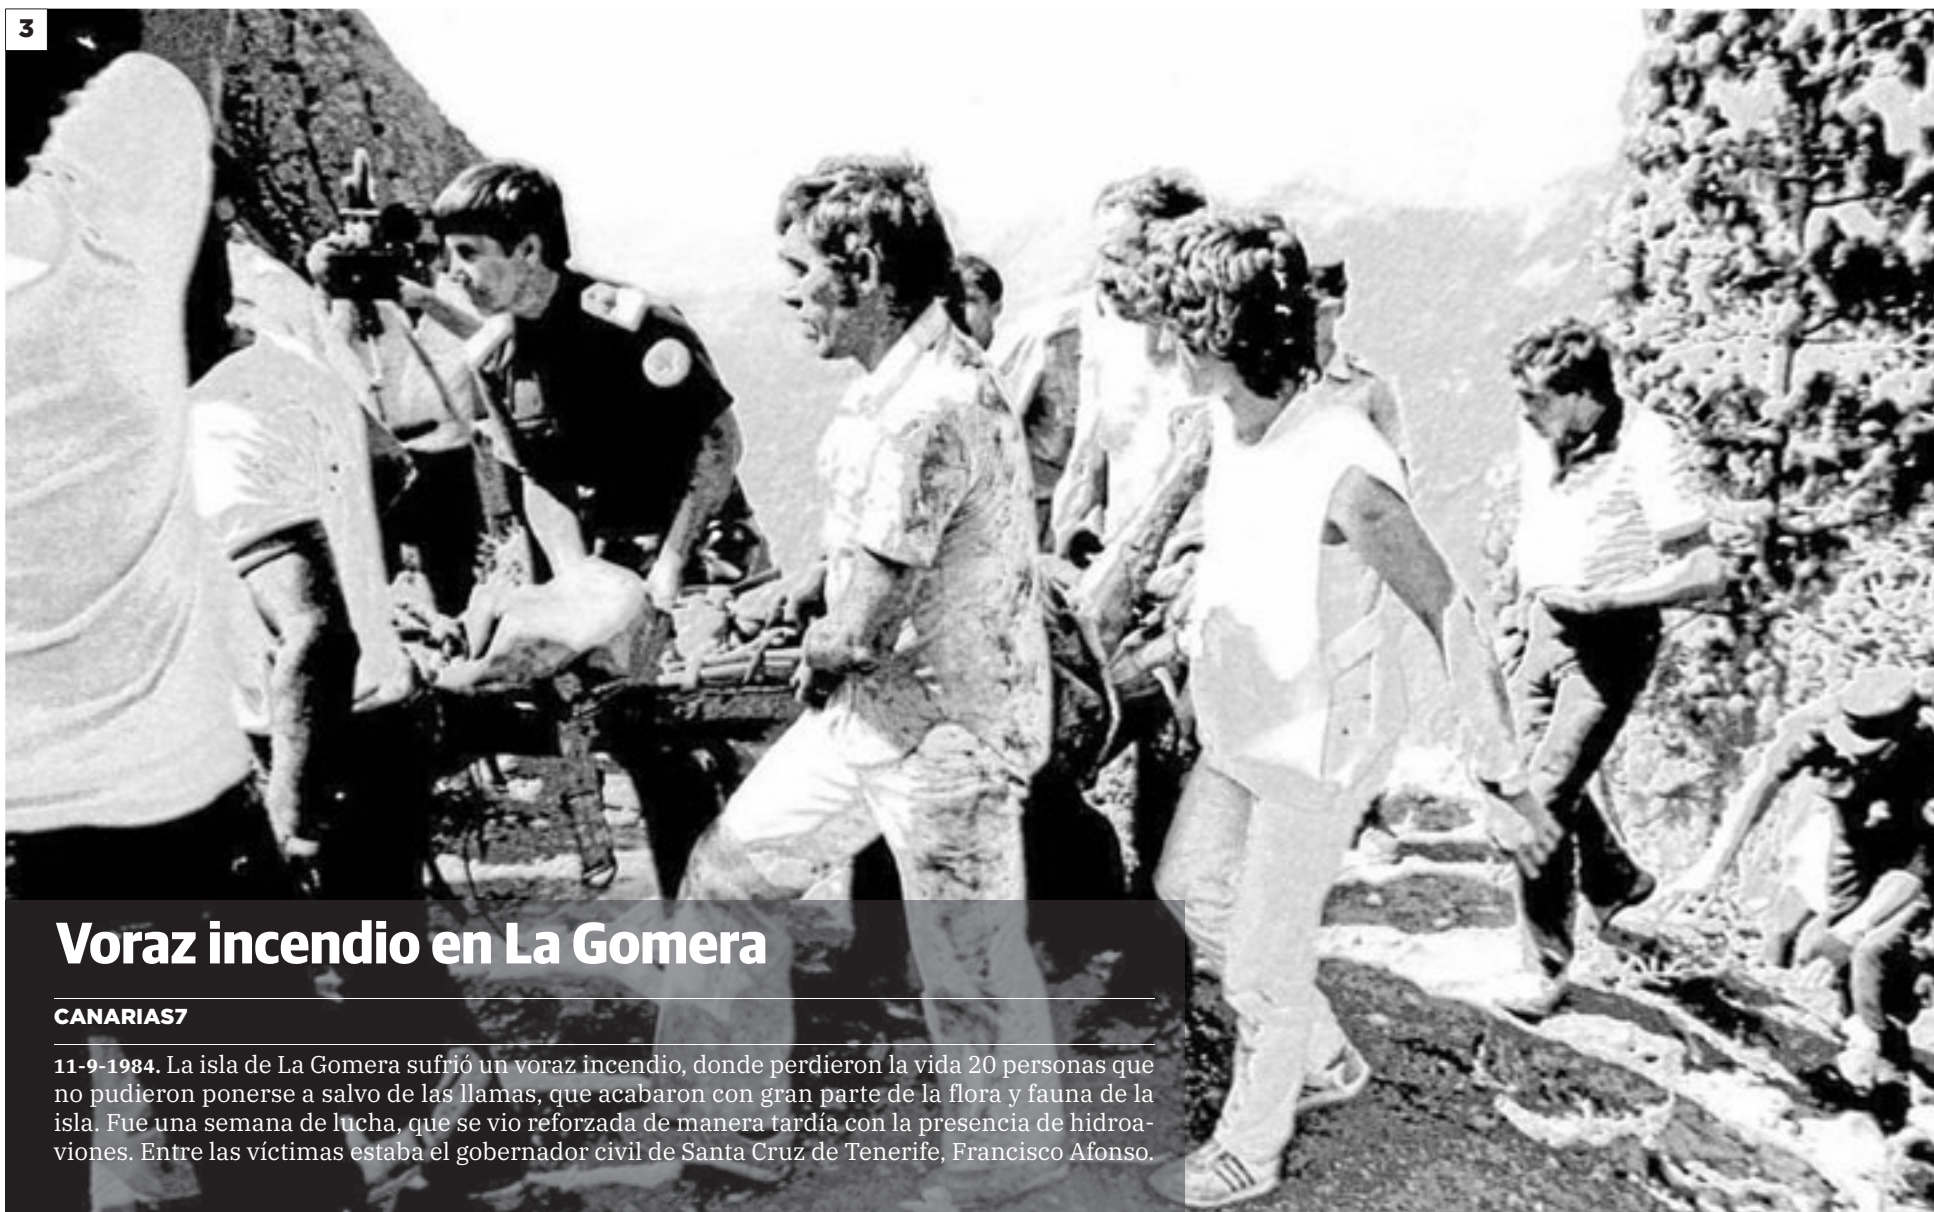 3
Voraz incendio en La Gomera
CANARIAS7
11-9-1984. La isla de La Gomera sufrió un voraz incendio, donde perdieron la vida 20 personas que
no pudieron ponerse a salvo de las llamas, que acabaron con gran parte de la flora y fauna de la
isla. Fue una semana de lucha, que se vio reforzada de manera tardía con la presencia de hidroa-
viones. Entre las víctimas estaba el gobernador civil de Santa Cruz de Tenerife, Francisco Afonso.